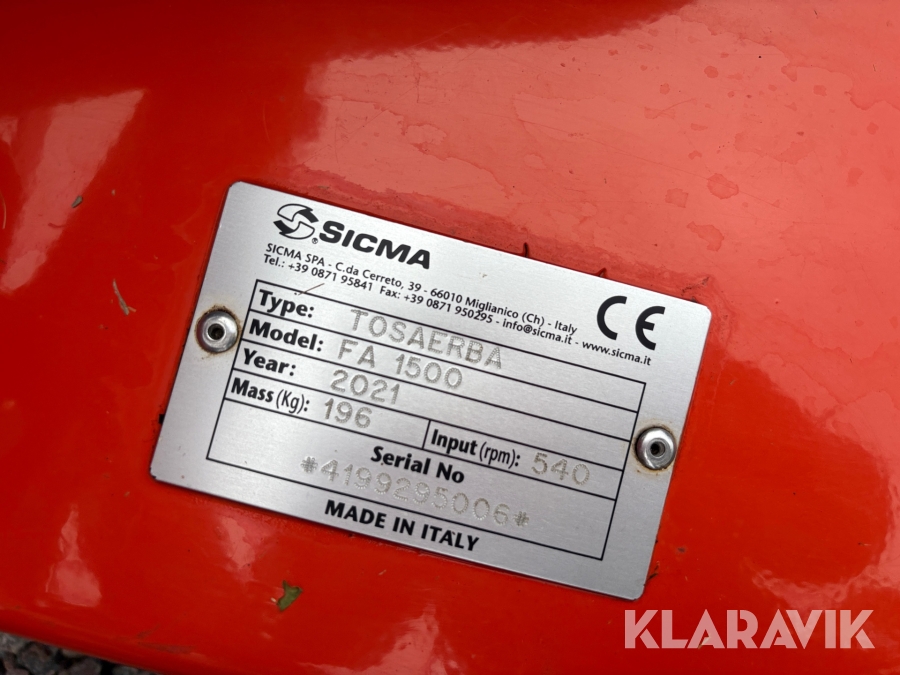 SICMA
SICMA SPA - C.da Cerreto, 39 - 66010 Miglianico (Ch) - Italy
Tel.: +39 0871 95841 Fax: +39 0871 950295 - info@sicma.it - www.sicma.it
CE
Type: TOSAERBA
Model: FA 1500
Year: 2021
Mass (Kg): 196 Input (rpm): 540
Serial No
#4199295006#
MADE IN ITALY
KLARAVIK